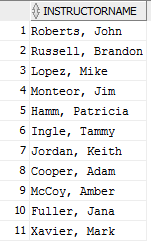 INSTRUCTORNAME
1 Roberts, John
2 Russell, Brandon
3 Lopez, Mike
4 Monteor, Jim
5 Hamm, Patricia
6 Ingle, Tammy
7 Jordan, Keith
8 Cooper, Adam
9 McCoy, Amber
10 Fuller, Jana
11 Xavier, Mark